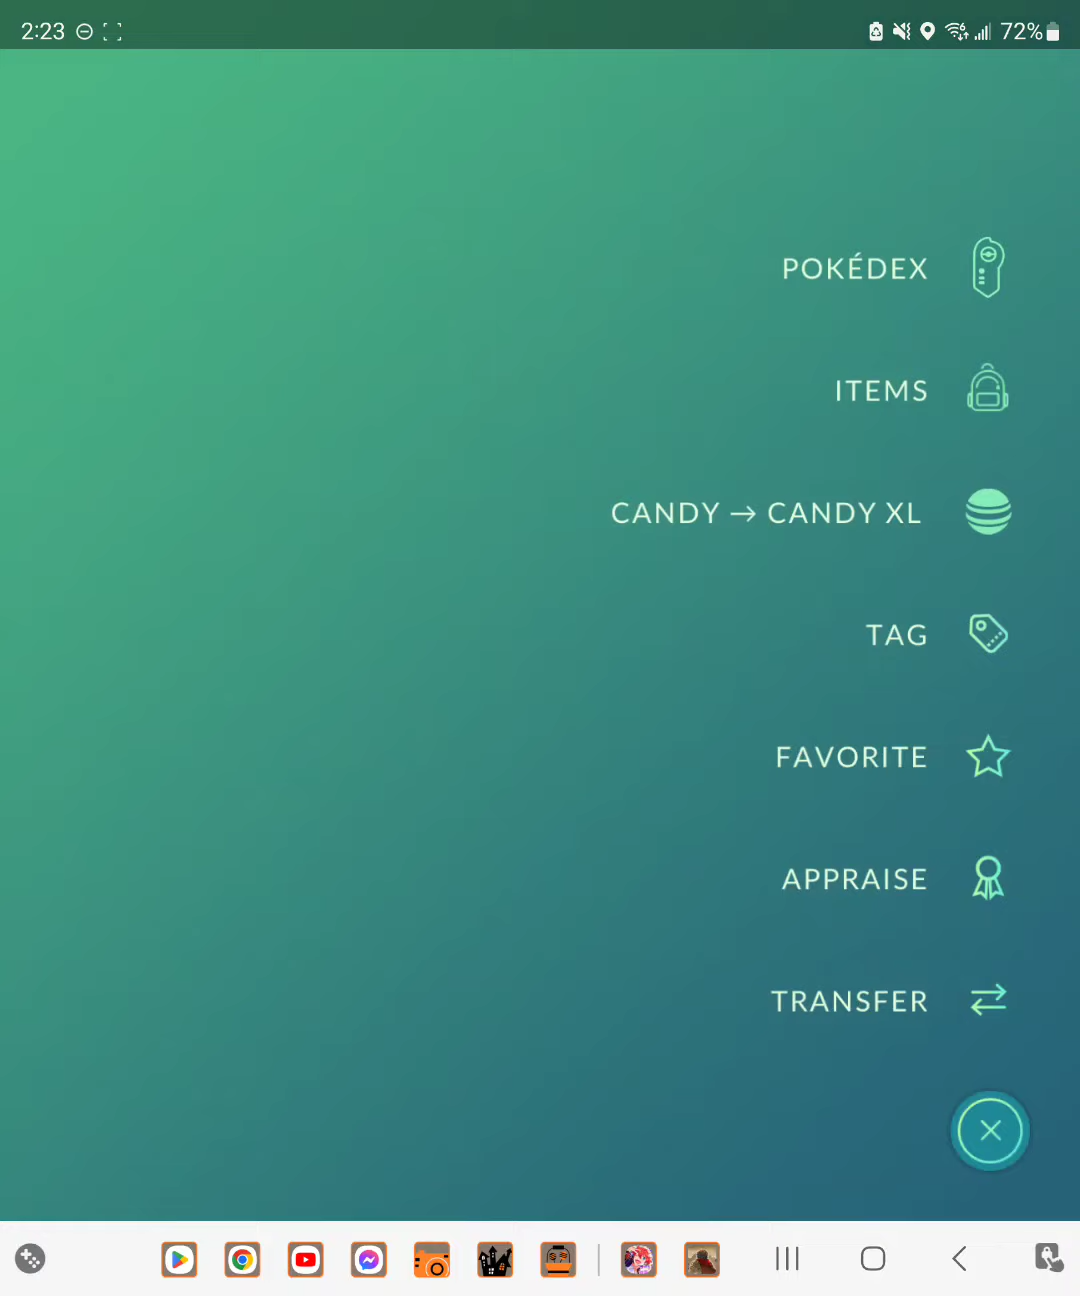 2:23
72%
POKÉDEX
ITEMS
CANDY → CANDY XL
TAG
FAVORITE
APPRAISE
TRANSFER